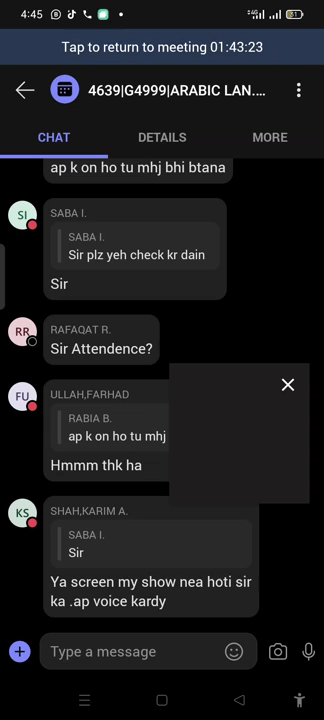 4:45
Tap to return to meeting 01:43:23
4639|G4999|ARABIC LAN....
CHAT
DETAILS
MORE
ap k on ho tu mhj bhi btana
SI
SABA I.
SABA I.
Sir plz yeh check kr dain
Sir
RR
RAFAQAT R.
Sir Attendence?
FU
ULLAH,FARHAD
RABIA B.
ap k on ho tu mhj
Hmmm thk ha
KS
SHAH,KARIM A.
SABA I.
Sir
Ya screen my show nea hoti sir
ka .ap voice kardy
Type a message